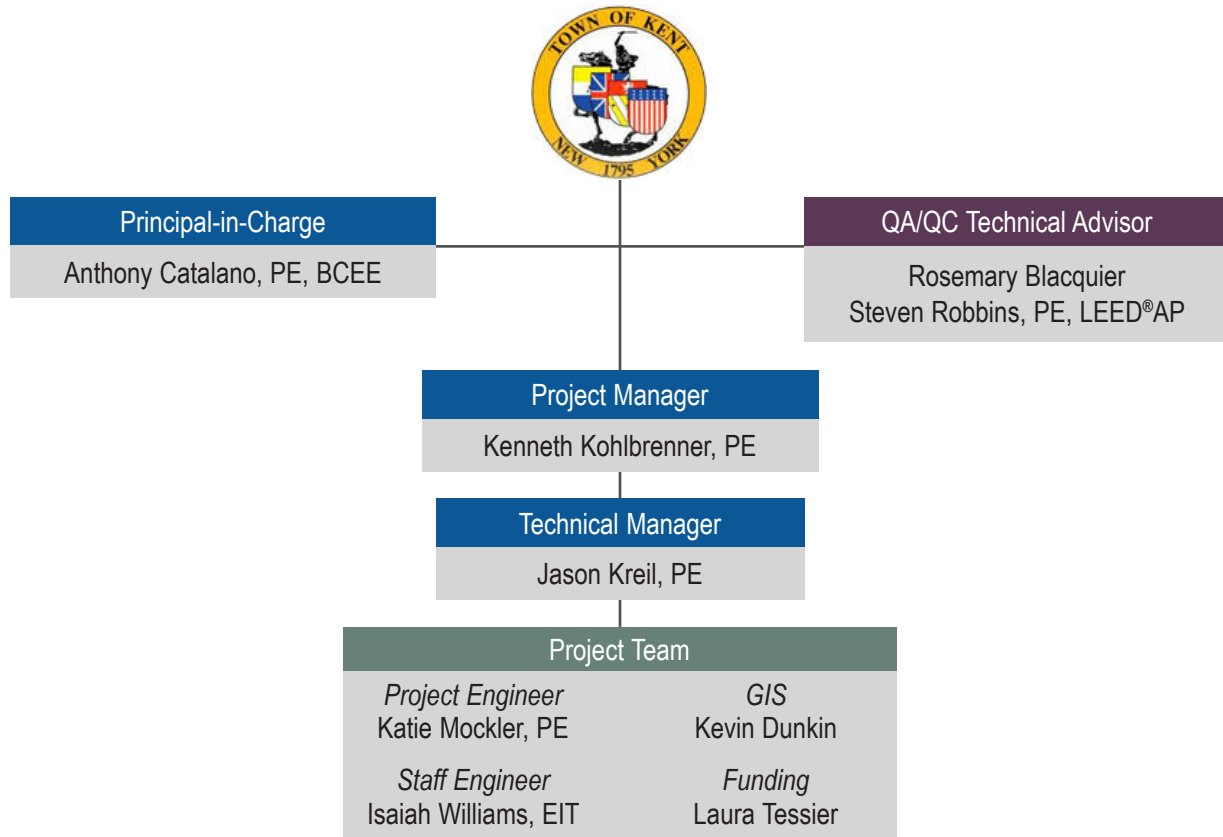 TOWN OF KENT
NEW 1795 YORK
Principal-in-Charge
Anthony Catalano, PE, BCEE
QA/QC Technical Advisor
Rosemary Blacquier
Steven Robbins, PE, LEED®AP
Project Manager
Kenneth Kohlbrenner, PE
Technical Manager
Jason Kreil, PE
Project Team
Project Engineer
Katie Mockler, PE
GIS
Kevin Dunkin
Staff Engineer
Isaiah Williams, EIT
Funding
Laura Tessier